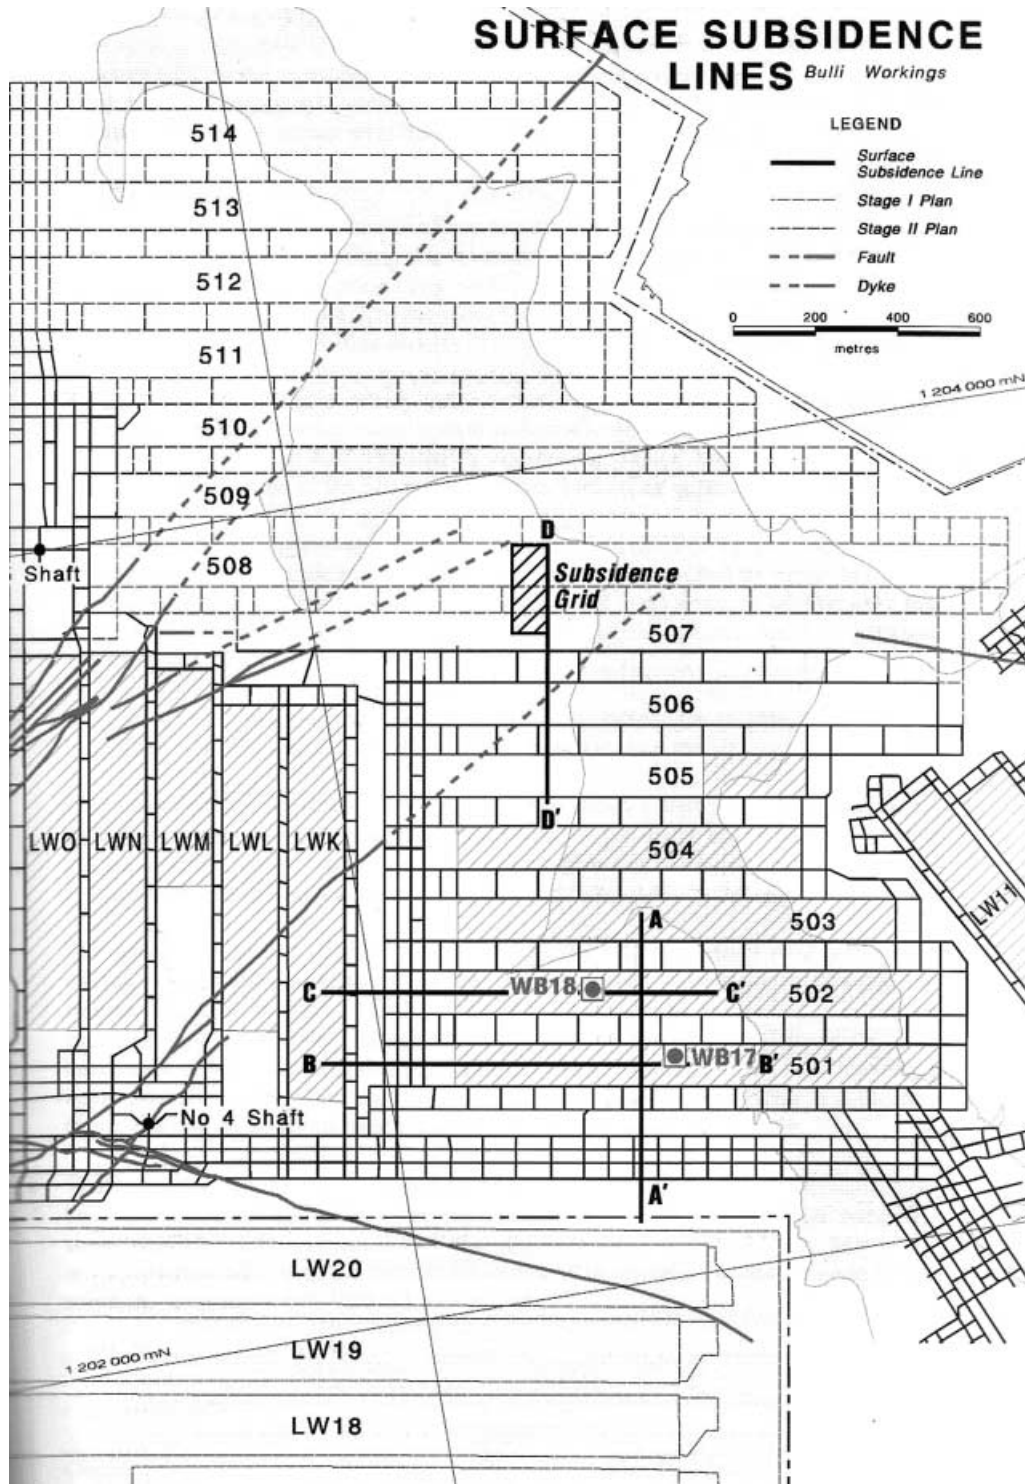 SURFACE SUBSIDENCE
LINES Bulli Workings
LEGEND
Surface
Subsidence Line
Stage I Plan
Stage II Plan
Fault
Dyke
0 200 400 600
metres
1 204 000 mN
514
513
512
511
510
509
508
Shaft
D
Subsidence
Grid
507
506
505
D'
504
LWO LWN LWM LWL LWK
LW11
A
503
C
WB18
C'
502
B
WB17
B'
501
No 4 Shaft
A'
LW20
LW19
1 202 000 mN
LW18